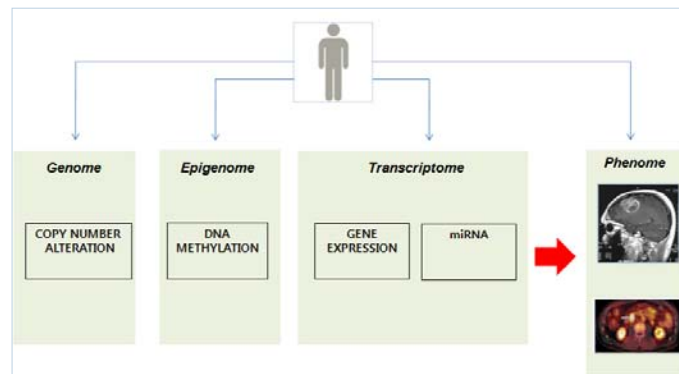 Genome
Epigenome
Transcriptome
Phenome
COPY NUMBER
ALTERATION
DNA
METHYLATION
GENE
EXPRESSION
miRNA